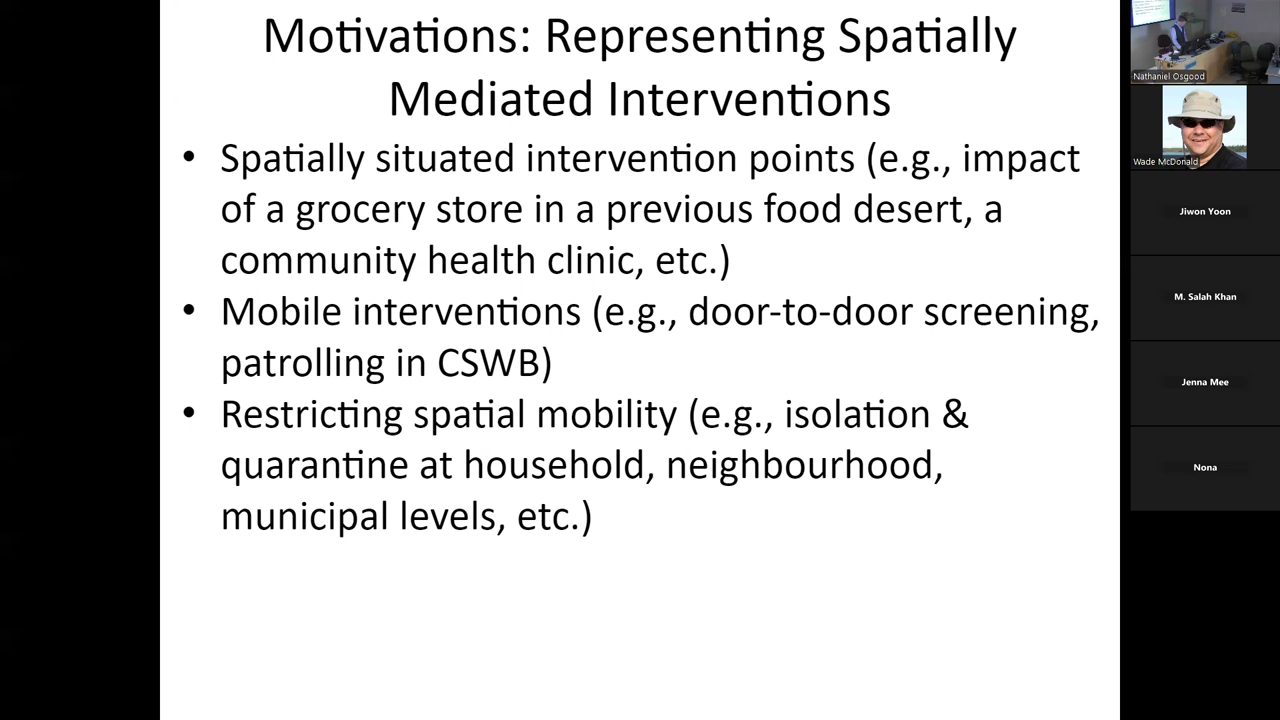 Motivations: Representing Spatially
Mediated Interventions
• Spatially situated intervention points (e.g., impact
of a grocery store in a previous food desert, a
community health clinic, etc.)
• Mobile interventions (e.g., door-to-door screening,
patrolling in CSWB)
• Restricting spatial mobility (e.g., isolation &
quarantine at household, neighbourhood,
municipal levels, etc.)
Nathaniel Osgood
Wade McDonald
Jiwon Yoon
M. Salah Khan
Jenna Mee
Nona